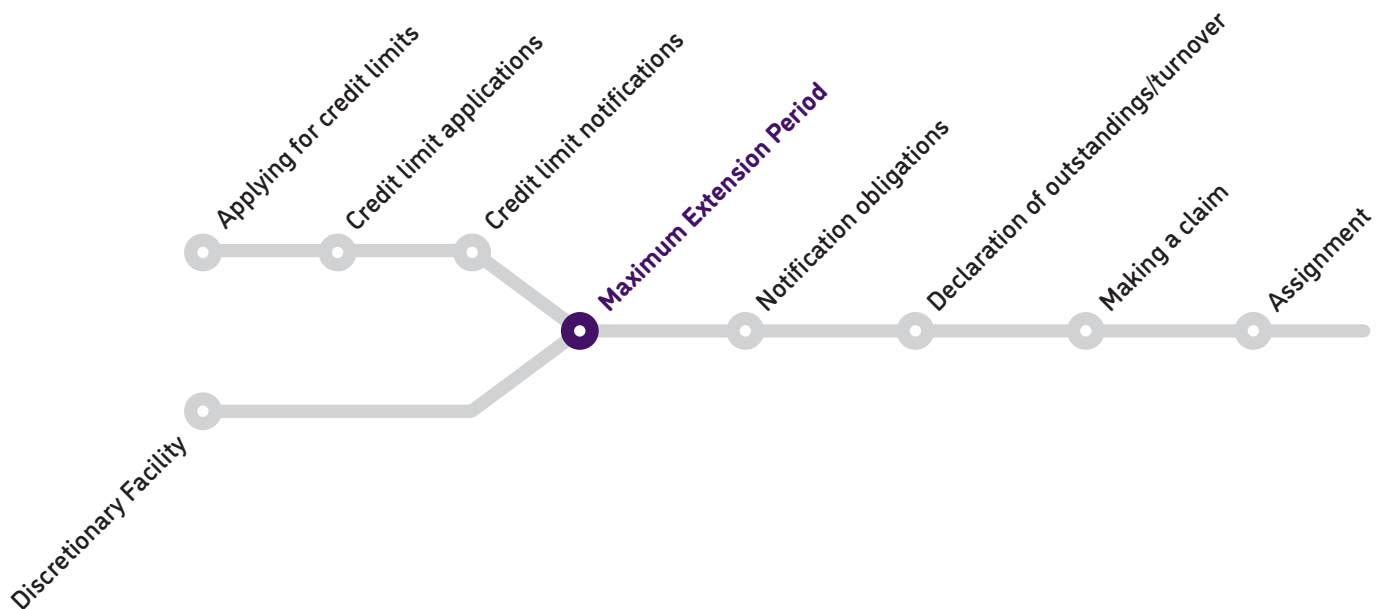 Applying for credit limits
Credit limit applications
Credit limit notifications
Maximum Extension Period
Notification obligations
Declaration of outstandings/turnover
Making a claim
Assignment
Discretionary Facility